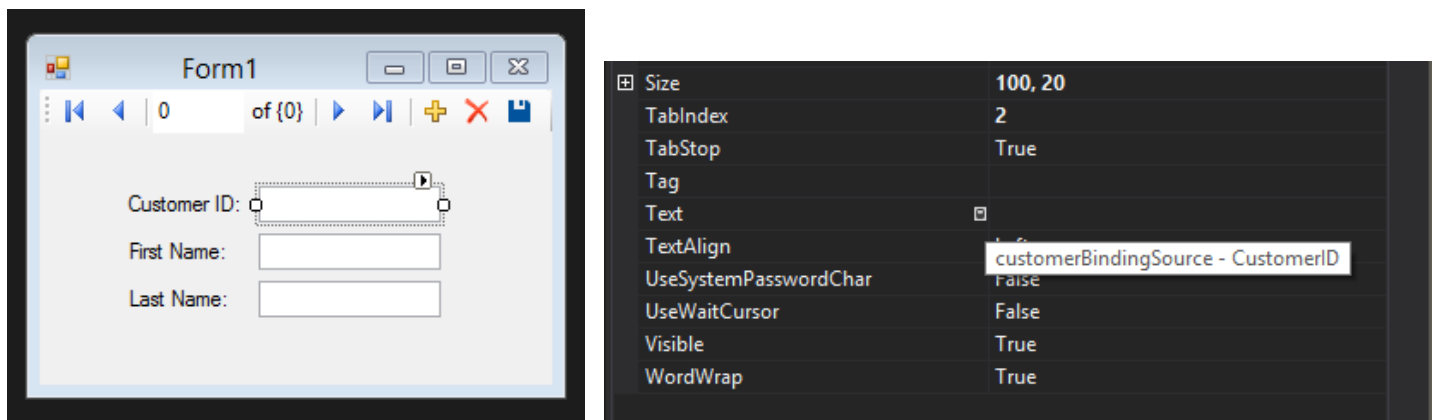 Form1
0 of {0}
Customer ID:
First Name:
Last Name:
Size 100, 20
TabIndex 2
TabStop True
Tag
Text
TextAlign
customerBindingSource - CustomerID
UseSystemPasswordChar False
UseWaitCursor False
Visible True
WordWrap True